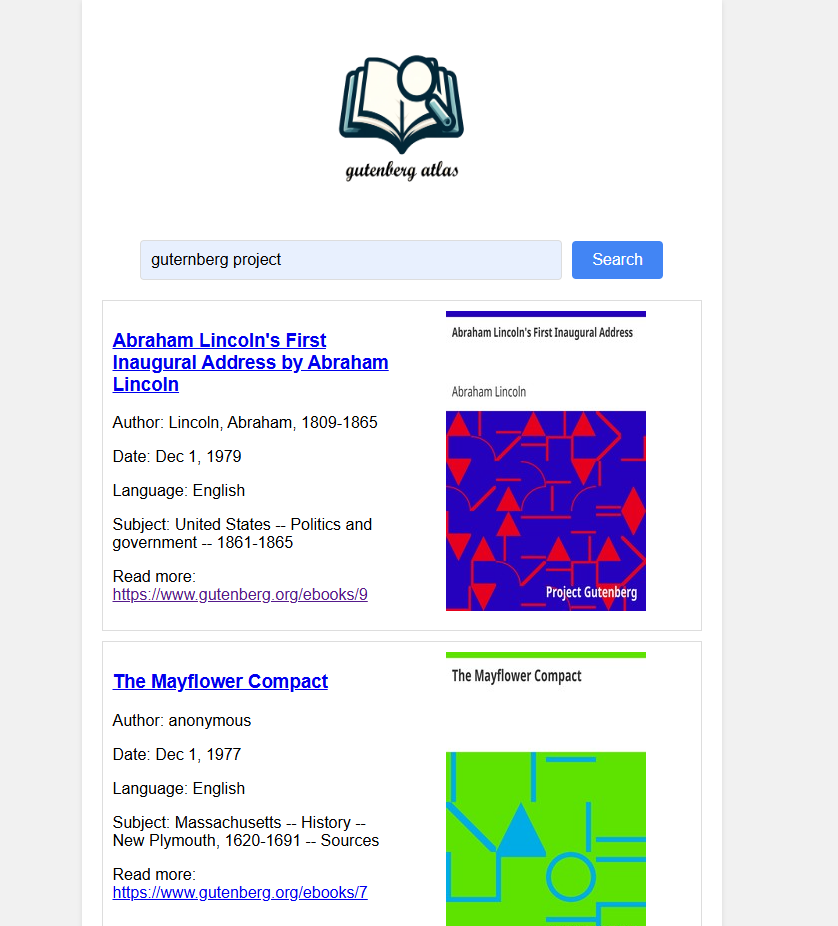 gutenberg atlas
guternberg project
Search
Abraham Lincoln's First
Inaugural Address by Abraham
Lincoln
Author: Lincoln, Abraham, 1809-1865
Date: Dec 1, 1979
Language: English
Subject: United States -- Politics and
government -- 1861-1865
Read more:
https://www.gutenberg.org/ebooks/9
Abraham Lincoln's First Inaugural Address
Abraham Lincoln
Project Gutenberg
The Mayflower Compact
Author: anonymous
Date: Dec 1, 1977
Language: English
Subject: Massachusetts -- History --
New Plymouth, 1620-1691 -- Sources
Read more:
https://www.gutenberg.org/ebooks/7
The Mayflower Compact